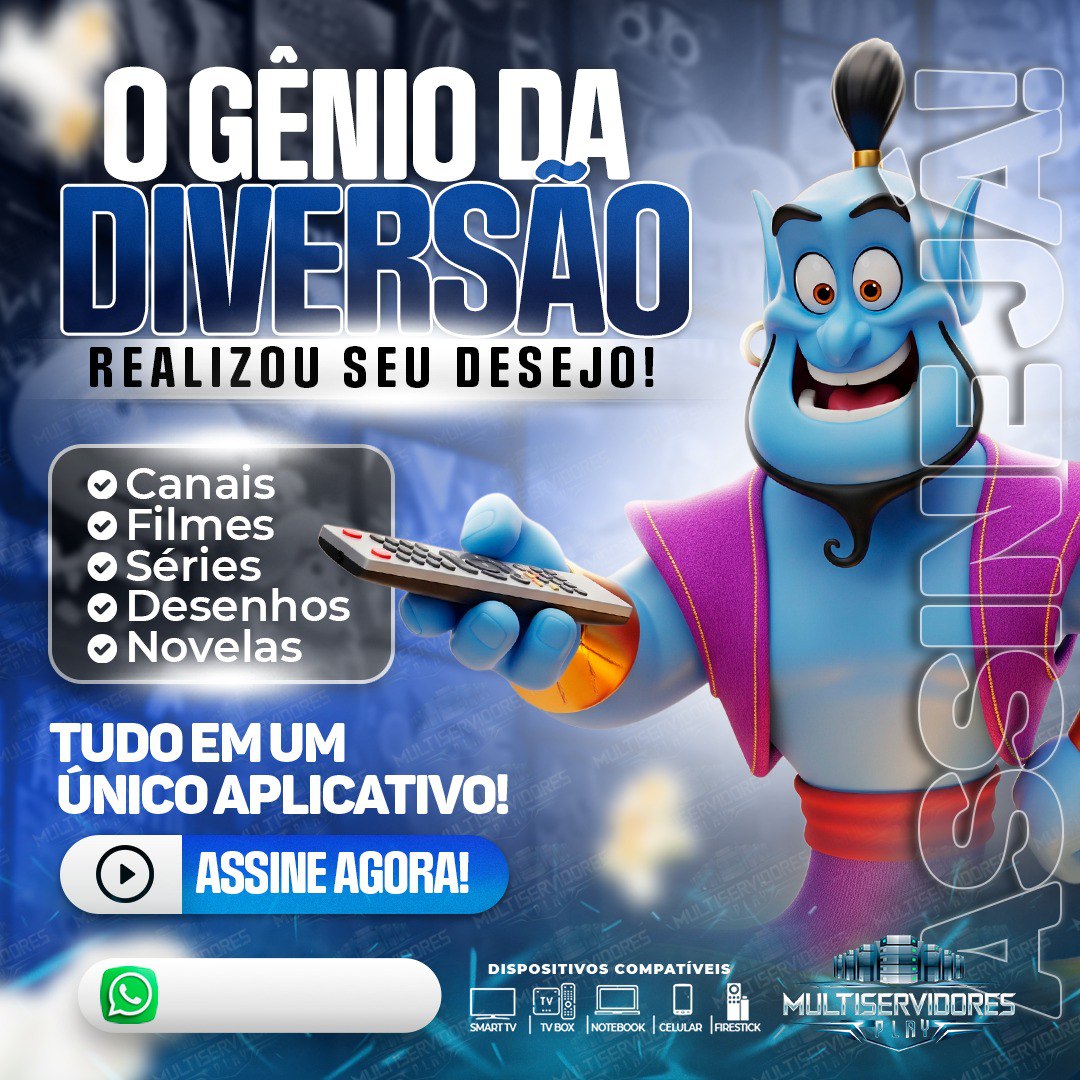 O GÊNIO DA
DIVERSÃO
REALIZOU SEU DESEJO!
Canais
Filmes
Séries
Desenhos
Novelas
TUDO EM UM
ÚNICO APLICATIVO!
ASSINE AGORA!
ASSINE JÁ!
DISPOSITIVOS COMPATÍVEIS
TV
SMART TV | TV BOX | NOTEBOOK | CELULAR | FIRESTICK
MULTISERVIDORES
PLAY